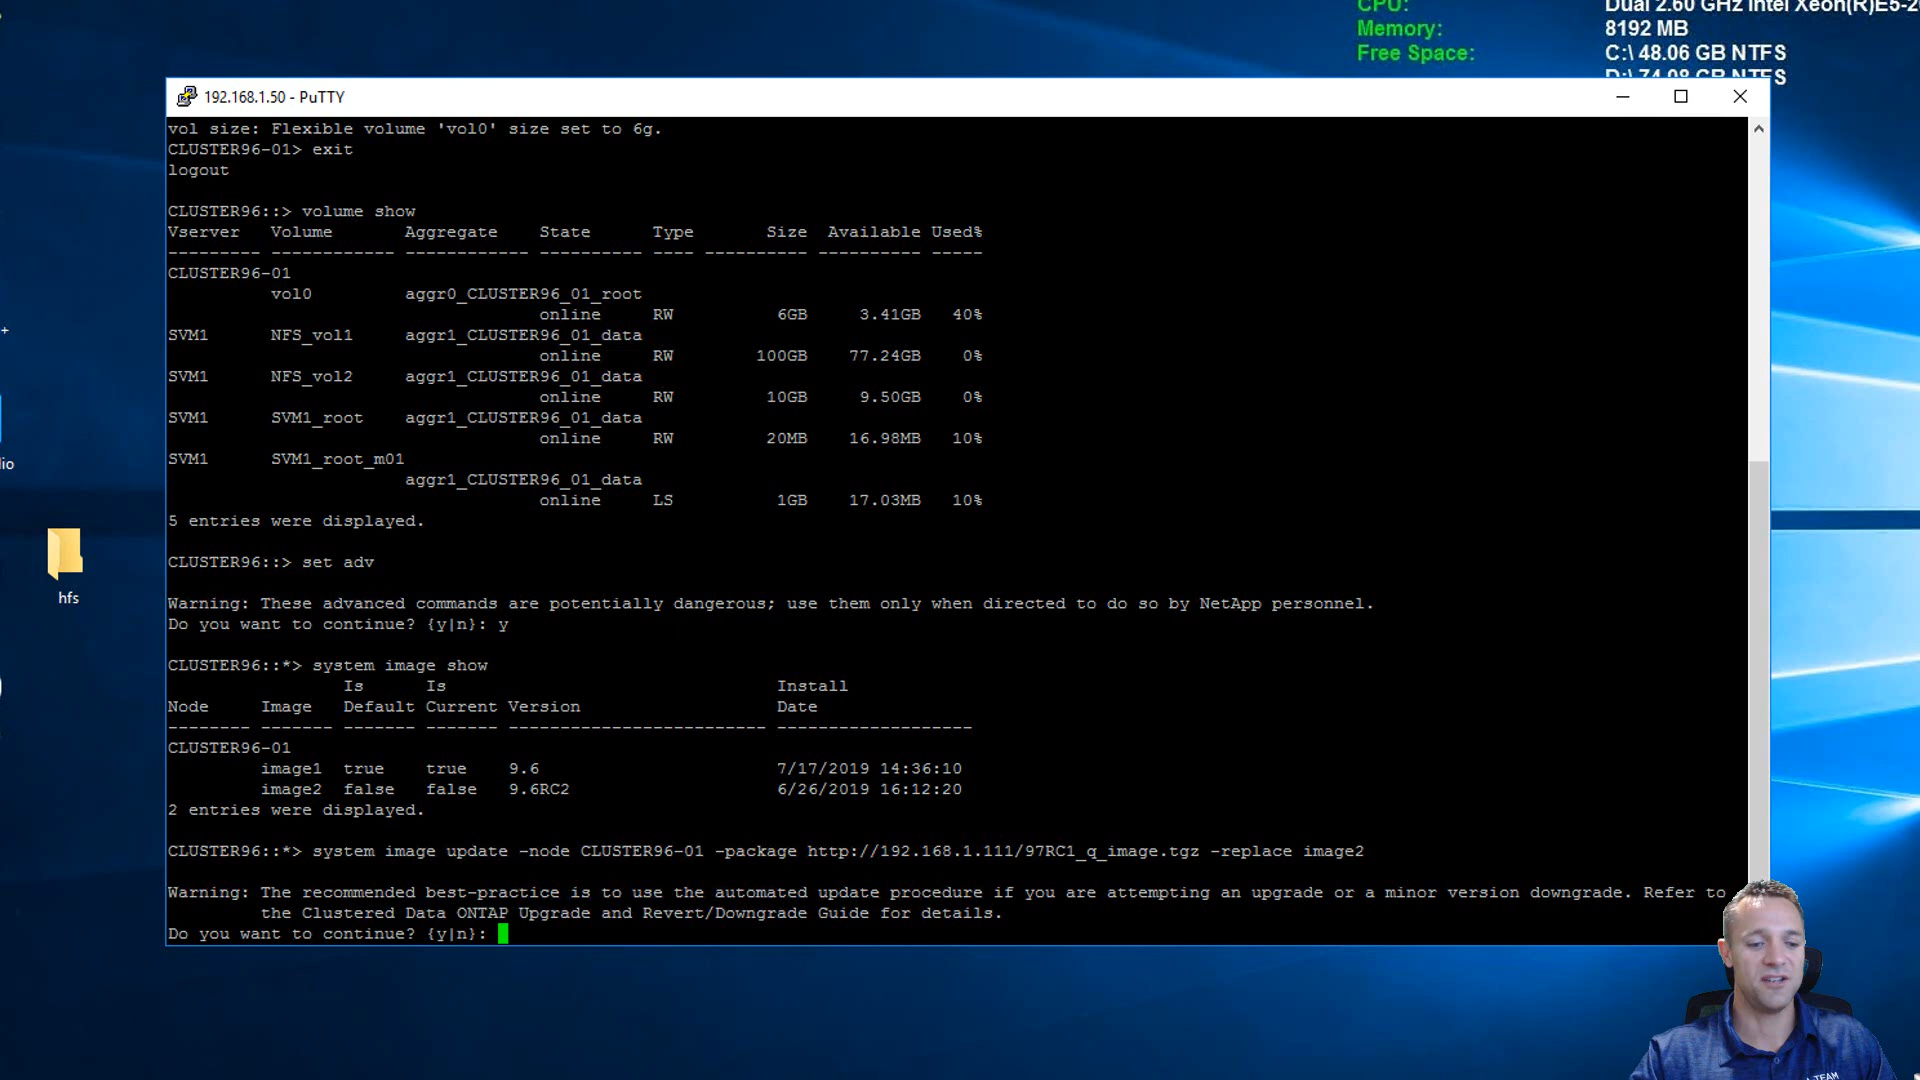 CPU: Dual 2.60 GHz Intel Xeon(R)E5-2
Memory: 8192 MB
Free Space: C:\ 48.06 GB NTFS
D:\ 74.08 GB NTFS
192.168.1.50 - PuTTY
vol size: Flexible volume 'vol0' size set to 6g.
CLUSTER96-01> exit
logout
CLUSTER96::> volume show
Vserver Volume Aggregate State Type Size Available Used%
--------- ------------ ------------ ---------- ---- ---------- ---------- -----
CLUSTER96-01
vol0 aggr0_CLUSTER96_01_root
online RW 6GB 3.41GB 40%
SVM1 NFS_vol1 aggr1_CLUSTER96_01_data
online RW 100GB 77.24GB 0%
SVM1 NFS_vol2 aggr1_CLUSTER96_01_data
online RW 10GB 9.50GB 0%
SVM1 SVM1_root aggr1_CLUSTER96_01_data
online RW 20MB 16.98MB 10%
SVM1 SVM1_root_m01
aggr1_CLUSTER96_01_data
online LS 1GB 17.03MB 10%
5 entries were displayed.
CLUSTER96::> set adv
Warning: These advanced commands are potentially dangerous; use them only when directed to do so by NetApp personnel.
Do you want to continue? {y|n}: y
CLUSTER96::*> system image show
Is Is Install
Node Image Default Current Version Date
-------- ------- ------- ------- ------------------------- -------------------
CLUSTER96-01
image1 true true 9.6 7/17/2019 14:36:10
image2 false false 9.6RC2 6/26/2019 16:12:20
2 entries were displayed.
CLUSTER96::*> system image update -node CLUSTER96-01 -package http://192.168.1.111/97RC1_q_image.tgz -replace image2
Warning: The recommended best-practice is to use the automated update procedure if you are attempting an upgrade or a minor version downgrade. Refer to
the Clustered Data ONTAP Upgrade and Revert/Downgrade Guide for details.
Do you want to continue? {y|n}:
+
io
hfs
TEAM